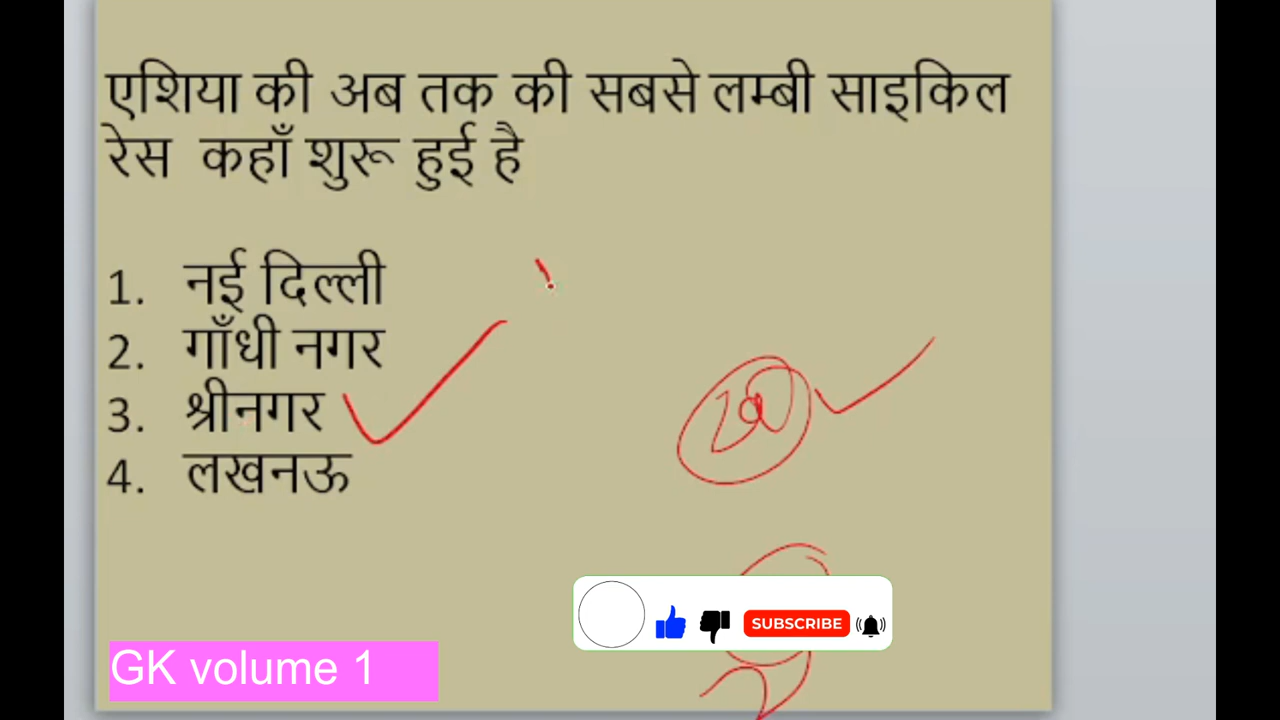 एशिया की अब तक की सबसे लम्बी साइकिल
रेस कहाँ शुरू हुई है
1. नई दिल्ली
2. गाँधी नगर
3. श्रीनगर
4. लखनऊ
SUBSCRIBE
GK volume 1